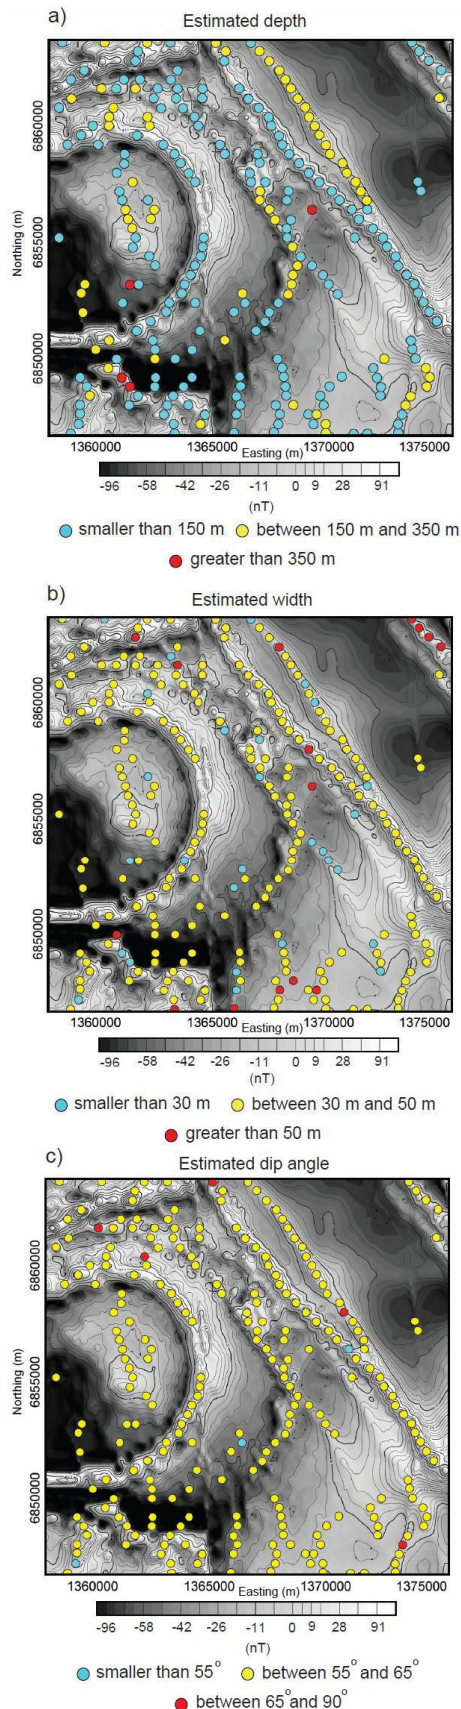 a)
Estimated depth
Northing (m)
6860000
6855000
6850000
1360000 1365000 1370000 1375000
Easting (m)
-96 -58 -42 -26 -11 0 9 28 91
(nT)
smaller than 150 m between 150 m and 350 m
greater than 350 m
b)
Estimated width
6860000
6855000
6850000
1360000 1365000 1370000 1375000
Easting (m)
-96 -58 -42 -26 -11 0 9 28 91
(nT)
smaller than 30 m between 30 m and 50 m
greater than 50 m
c)
Estimated dip angle
Northing (m)
6860000
6855000
6850000
1360000 1365000 1370000 1375000
Easting (m)
-96 -58 -42 -26 -11 0 9 28 91
(nT)
smaller than 55° between 55° and 65°
between 65° and 90°